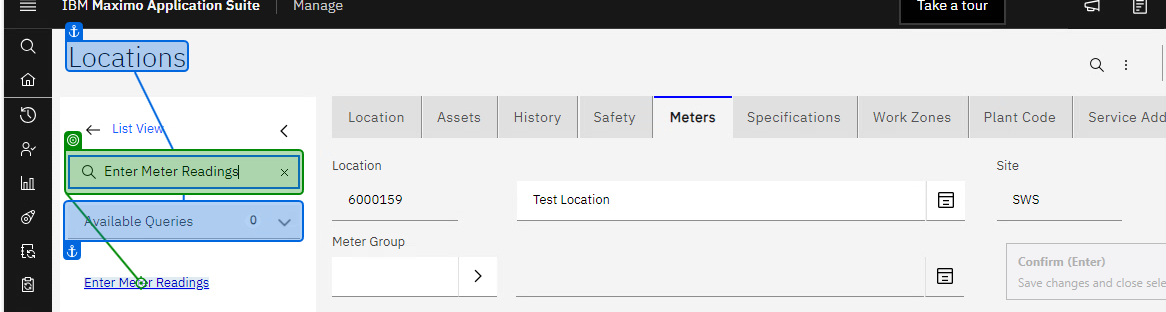 IBM Maximo Application Suite Manage Take a tour
Locations
List View
Enter Meter Readings
Available Queries 0
Enter Meter Readings
Location Assets History Safety Meters Specifications Work Zones Plant Code Service Add
Location Site
6000159 Test Location SWS
Meter Group
Confirm (Enter)
Save changes and close sele